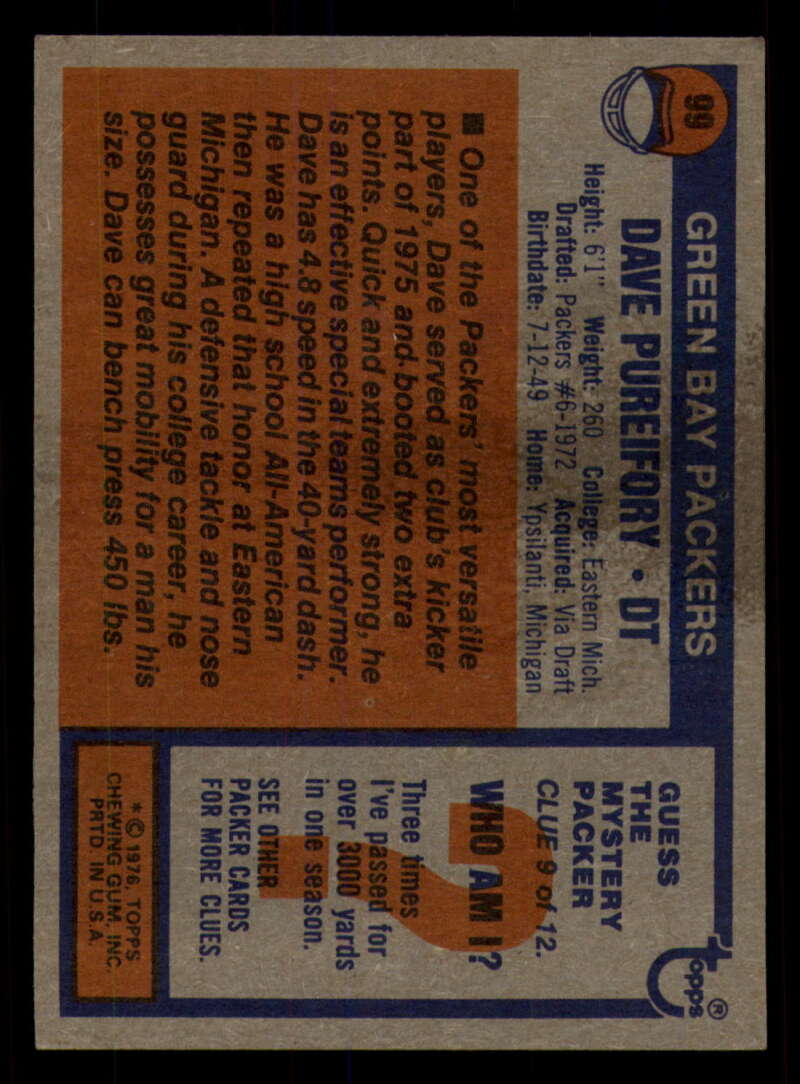 99
GREEN BAY PACKERS
DAVE PUREIFORY • DT
Height: 6'1" Weight: 260 College: Eastern Mich.
Drafted: Packers #6-1972 Acquired: Via Draft
Birthdate: 7-12-49 Home: Ypsilanti, Michigan
■ One of the Packers' most versatile
players, Dave served as club's kicker
part of 1975 and booted two extra
points. Quick and extremely strong, he
is an effective special teams performer.
Dave has 4.8 speed in the 40-yard dash.
He was a high school All-American
then repeated that honor at Eastern
Michigan. A defensive tackle and nose
guard during his college career, he
possesses great mobility for a man his
size. Dave can bench press 450 lbs.
topps®
GUESS
THE
MYSTERY
PACKER
CLUE 9 of 12.
WHO AM I?
?
Three times
I've passed for
over 3000 yards
in one season.
SEE OTHER
PACKER CARDS
FOR MORE CLUES.
*© 1976, TOPPS
CHEWING GUM, INC.
PRTD. IN U.S.A.